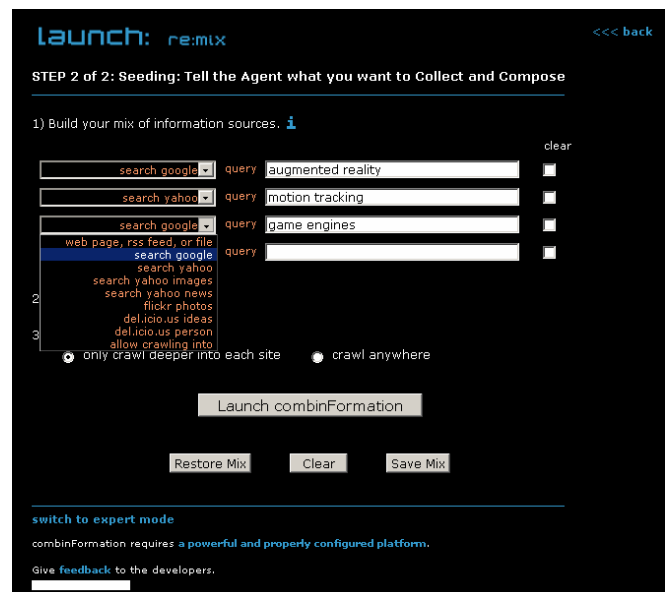 launch: re:mix
<<< back
STEP 2 of 2: Seeding: Tell the Agent what you want to Collect and Compose
1) Build your mix of information sources. i
clear
search google query augmented reality
search yahoo query motion tracking
search google query game engines
web page, rss feed, or file
search google query
search yahoo
search yahoo images
search yahoo news
2
flickr photos
del.icio.us ideas
del.icio.us person
3
allow crawling into
only crawl deeper into each site crawl anywhere
Launch combinFormation
Restore Mix Clear Save Mix
switch to expert mode
combinFormation requires a powerful and properly configured platform.
Give feedback to the developers.